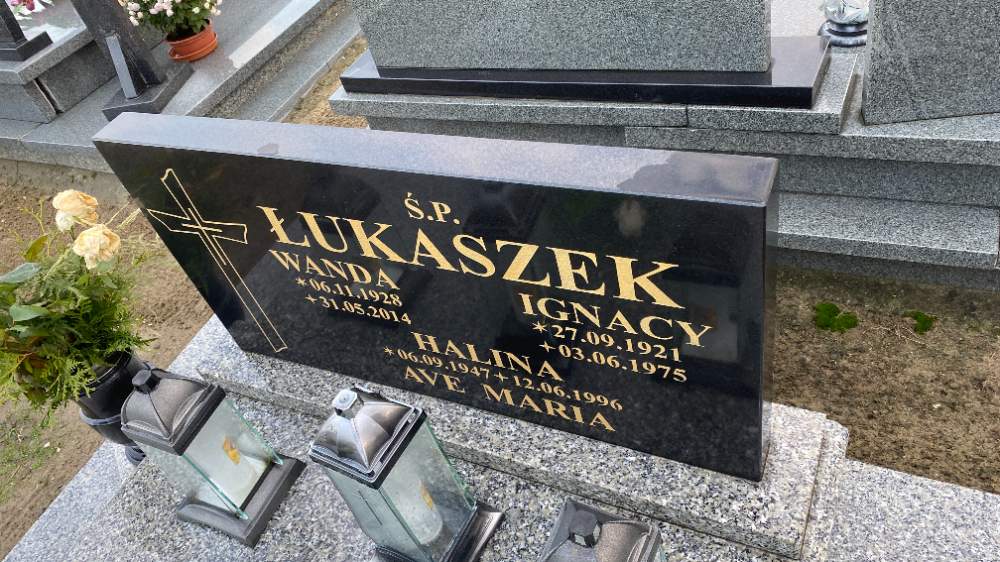 Ś.P.
ŁUKASZEK
WANDA
*06.11.1928
+31.05.2014
IGNACY
*27.09.1921
+03.06.1975
HALINA
*06.09.1947+12.06.1996
AVE MARIA